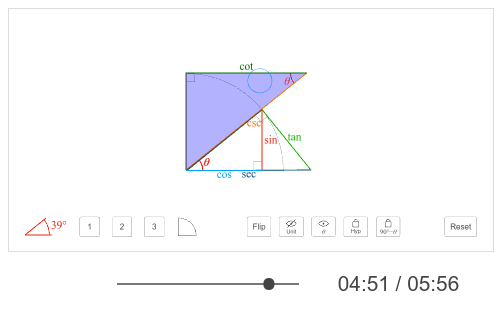 cot
θ
csc
sin
tan
θ
cos
sec
39°
1
2
3
Flip
Unit
θ
Hyp
90°−θ
Reset
04:51 / 05:56